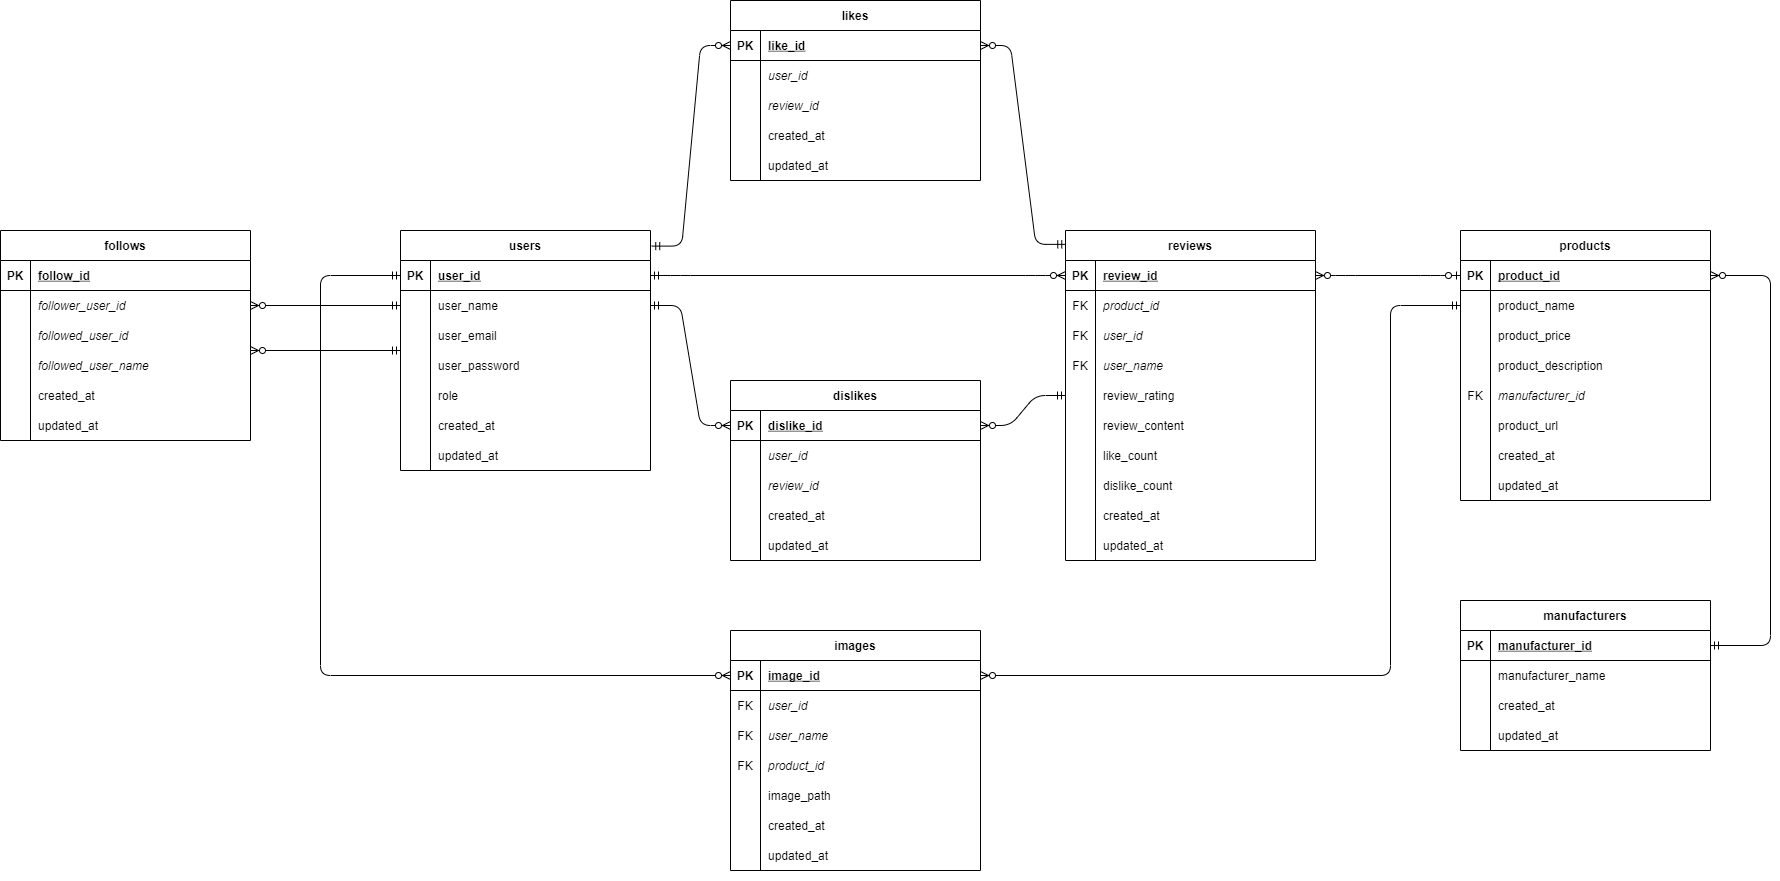 likes
PK like_id
user_id
review_id
created_at
updated_at
follows
PK follow_id
follower_user_id
followed_user_id
followed_user_name
created_at
updated_at
users
PK user_id
user_name
user_email
user_password
role
created_at
updated_at
reviews
PK review_id
FK product_id
FK user_id
FK user_name
review_rating
review_content
like_count
dislike_count
created_at
updated_at
products
PK product_id
product_name
product_price
product_description
FK manufacturer_id
product_url
created_at
updated_at
dislikes
PK dislike_id
user_id
review_id
created_at
updated_at
manufacturers
PK manufacturer_id
manufacturer_name
created_at
updated_at
images
PK image_id
FK user_id
FK user_name
FK product_id
image_path
created_at
updated_at